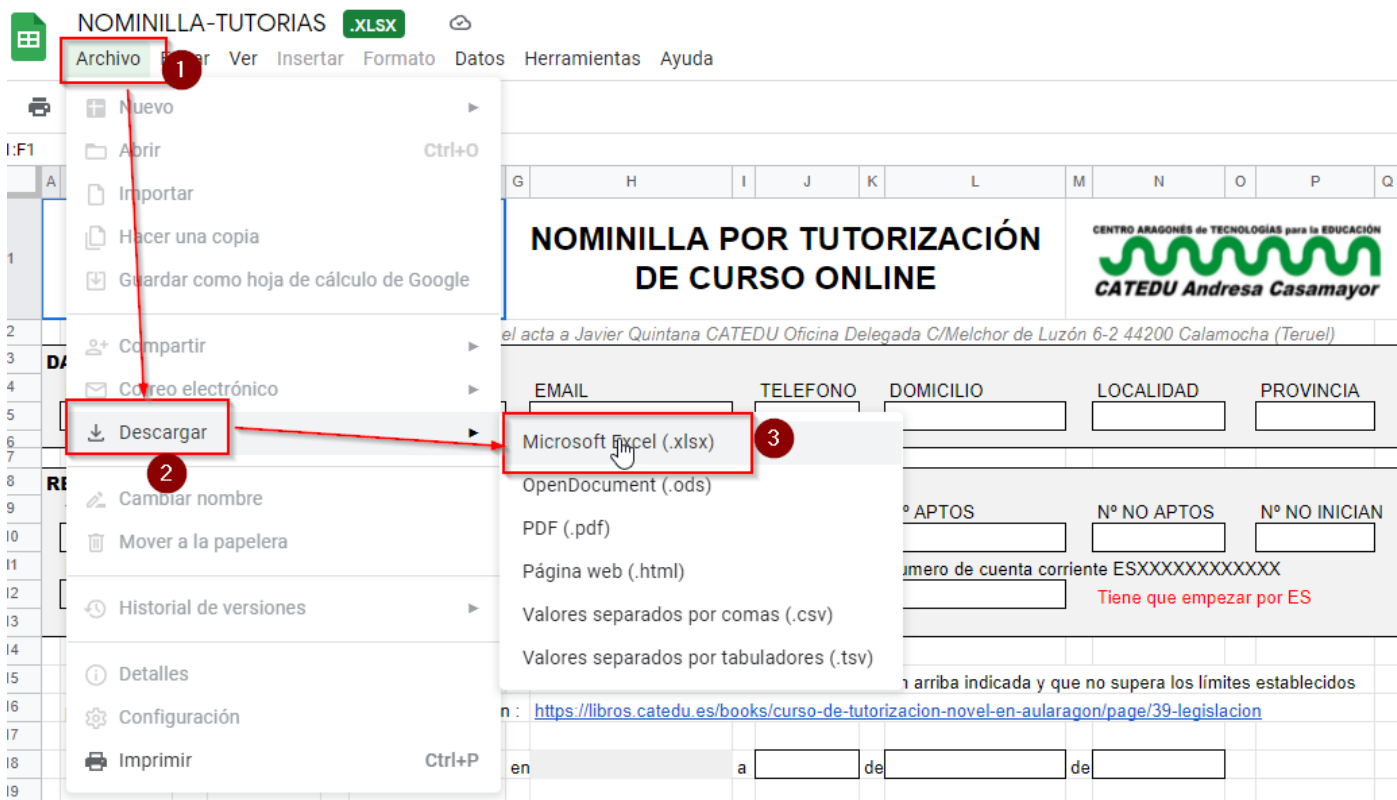 NOMINILLA-TUTORIAS .XLSX
Archivo Ver Insertar Formato Datos Herramientas Ayuda
1
:F1
Nuevo
Abrir Ctrl+O
Importar
Hacer una copia
Guardar como hoja de cálculo de Google
Compartir
Correo electrónico
Descargar
2
Cambiar nombre
Mover a la papelera
Historial de versiones
Detalles
Configuración
Imprimir Ctrl+P
Microsoft Excel (.xlsx)
3
OpenDocument (.ods)
PDF (.pdf)
Página web (.html)
Valores separados por comas (.csv)
Valores separados por tabuladores (.tsv)
A G H I J K L M N O P Q
NOMINILLA POR TUTORIZACIÓN
DE CURSO ONLINE
CENTRO ARAGONÉS de TECNOLOGÍAS para la EDUCACIÓN
CATEDU Andresa Casamayor
el acta a Javier Quintana CATEDU Oficina Delegada C/Melchor de Luzón 6-2 44200 Calamocha (Teruel)
EMAIL TELEFONO DOMICILIO LOCALIDAD PROVINCIA
APTOS Nº NO APTOS Nº NO INICIAN
de cuenta corriente ESXXXXXXXXXXXX
Tiene que empezar por ES
arriba indicada y que no supera los límites establecidos
https://libros.catedu.es/books/curso-de-tutorizacion-novel-en-aularagon/page/39-legislacion
en a de de